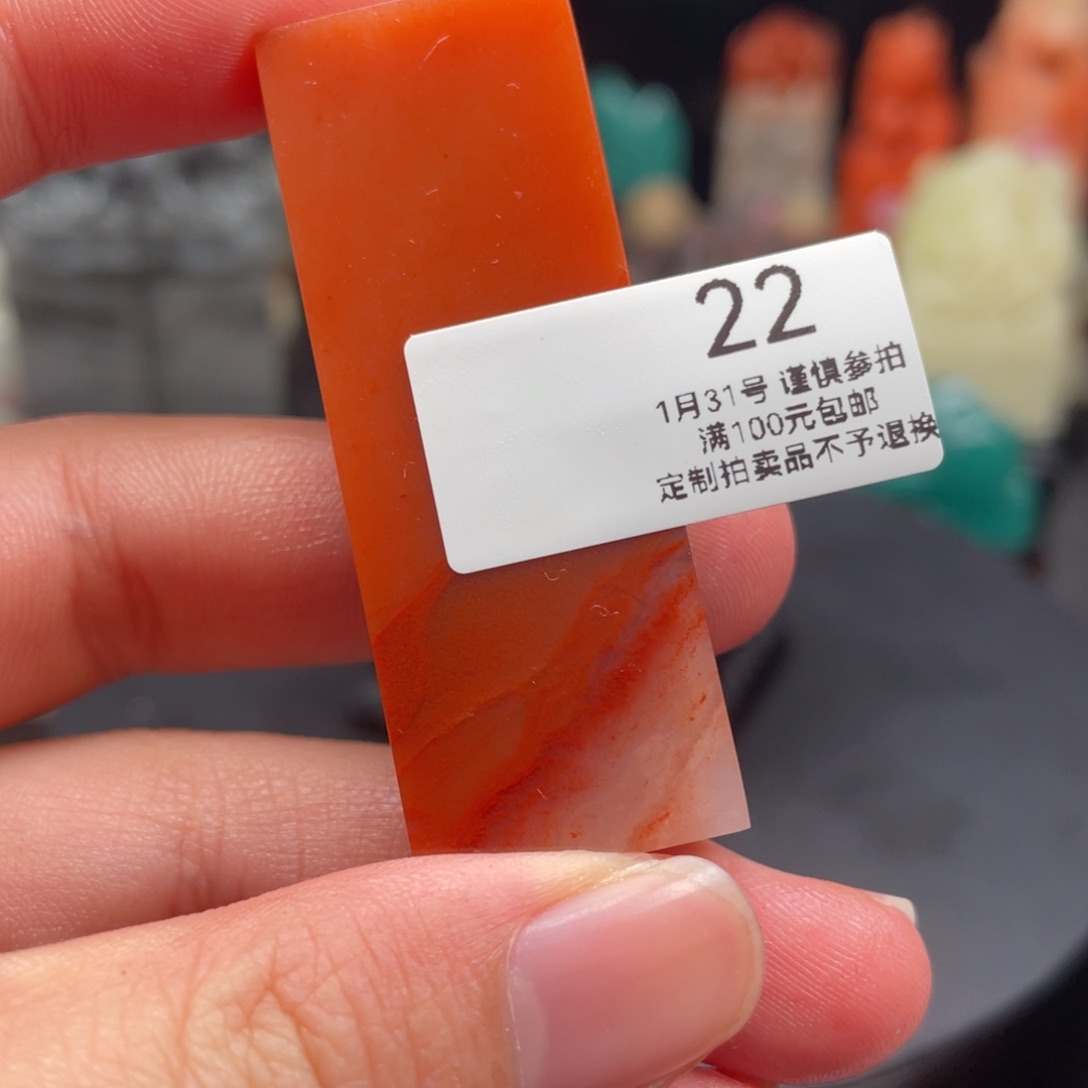 22
1月31号 谨慎参拍
满100元包邮
定制拍卖品不予退换